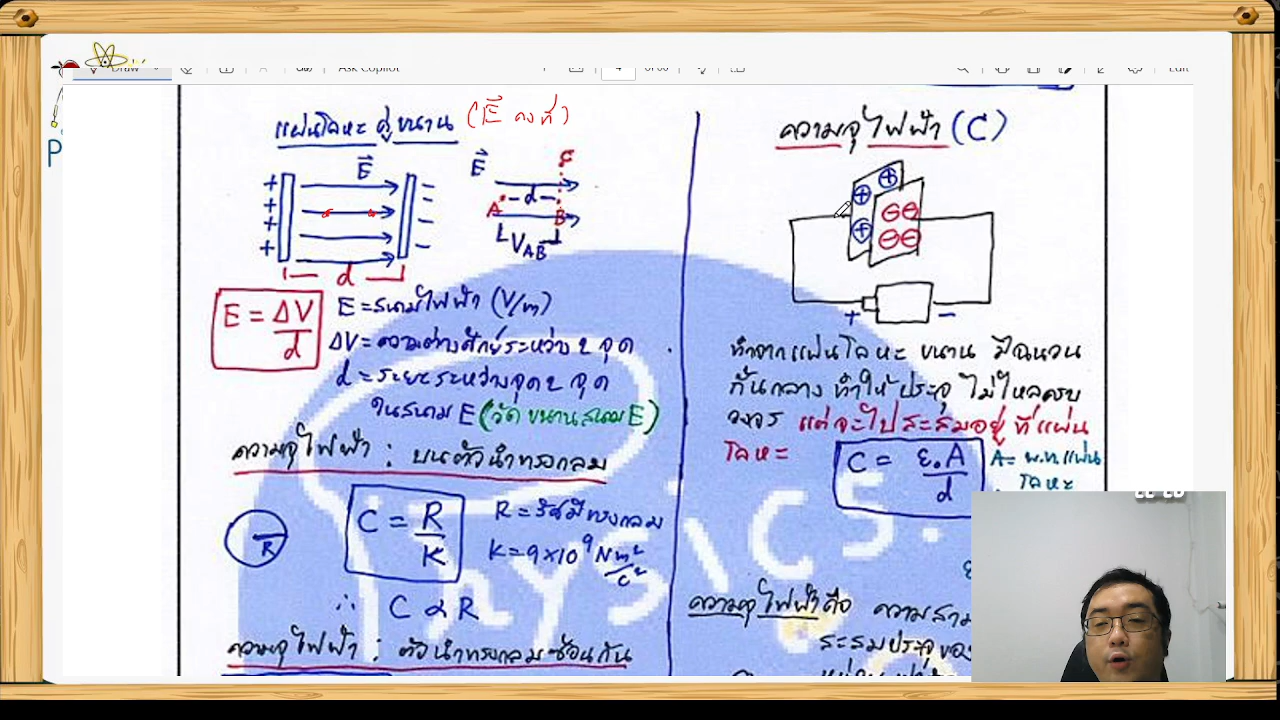 Draw
Ask Copilot
4
Edit
P
แผ่นโลหะคู่ขนาน (E⃗ คงที่)
E⃗
+
+
+
+
−
−
−
−
d
E⃗
C
d
A
B
V_AB
E = ΔV/d
E = สนามไฟฟ้า (V/m)
ΔV = ความต่างศักย์ระหว่าง 2 จุด
d = ระยะระหว่างจุด 2 จุด
ในสนาม E (วัดขนานสนาม E)
ความจุไฟฟ้า : บนตัวนำทรงกลม
R
C = R/K
R = รัศมีทรงกลม
K = 9×10⁹ Nm²/c²
∴ C α R
ความจุไฟฟ้า : ตัวนำทรงกลมซ้อนกัน
ความจุไฟฟ้า (C)
+
−
ทำจากแผ่นโลหะ ขนาน มีฉนวน
กั้นกลาง ทำให้ประจุ ไม่ไหลครบ
วงจร แต่จะไปสะสมอยู่ที่แผ่น
โลหะ
C = ε₀A/d
A = พ.ท.แผ่น
โลหะ
ความจุไฟฟ้าคือ ความสาม
สะสมประจุของ
Physics.